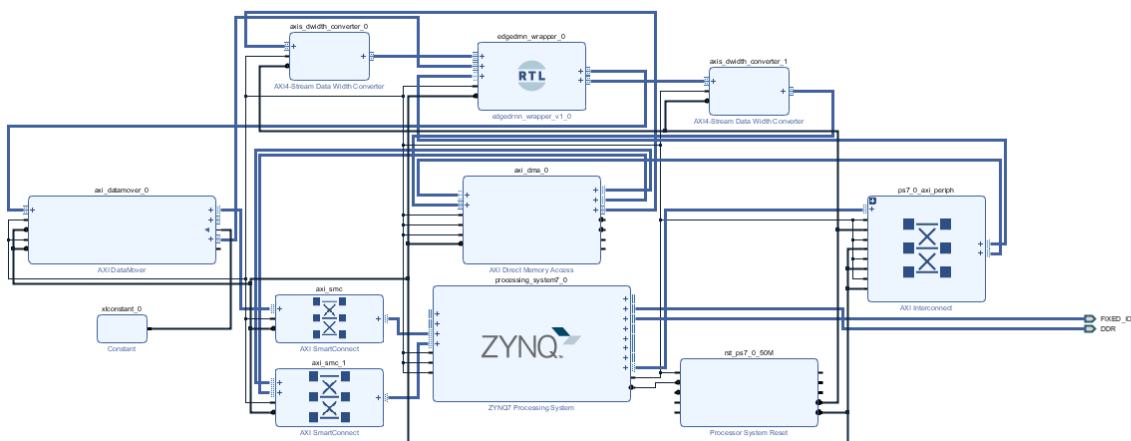 axis_dwidth_converter_0
AXI4-Stream Data Width Converter
edgedrnn_wrapper_0
RTL
edgedrnn_wrapper_v1_0
axis_dwidth_converter_1
AXI4-Stream Data Width Converter
axi_datamover_0
AXI DataMover
axi_dma_0
AXI Direct Memory Access
ps7_0_axi_periph
AXI Interconnect
xlconstant_0
Constant
axi_smc
AXI SmartConnect
axi_smc_1
AXI SmartConnect
processing_system7_0
ZYNQ
ZYNQ7 Processing System
rst_ps7_0_50M
Processor System Reset
FIXED_IO
DDR